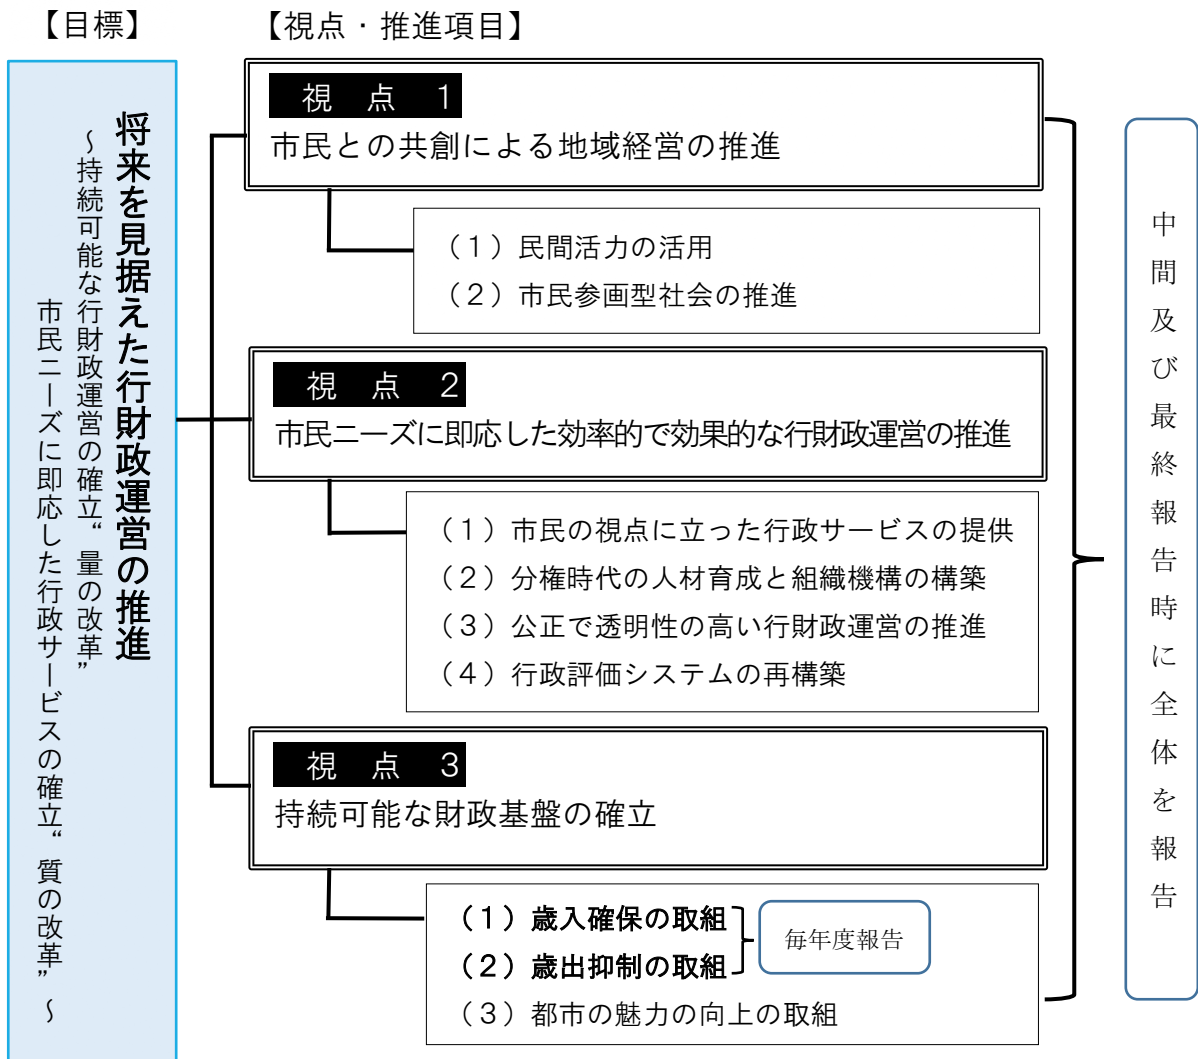 【目標】
【視点・推進項目】
将来を見据えた行財政運営の推進
～持続可能な行財政運営の確立“量の改革”
市民ニーズに即応した行政サービスの確立“質の改革”～
視点 1
市民との共創による地域経営の推進
（１）民間活力の活用
（２）市民参画型社会の推進
視点 2
市民ニーズに即応した効率的で効果的な行財政運営の推進
（１）市民の視点に立った行政サービスの提供
（２）分権時代の人材育成と組織機構の構築
（３）公正で透明性の高い行財政運営の推進
（４）行政評価システムの再構築
視点 3
持続可能な財政基盤の確立
（１）歳入確保の取組
（２）歳出抑制の取組
毎年度報告
（３）都市の魅力の向上の取組
中間及び最終報告時に全体を報告